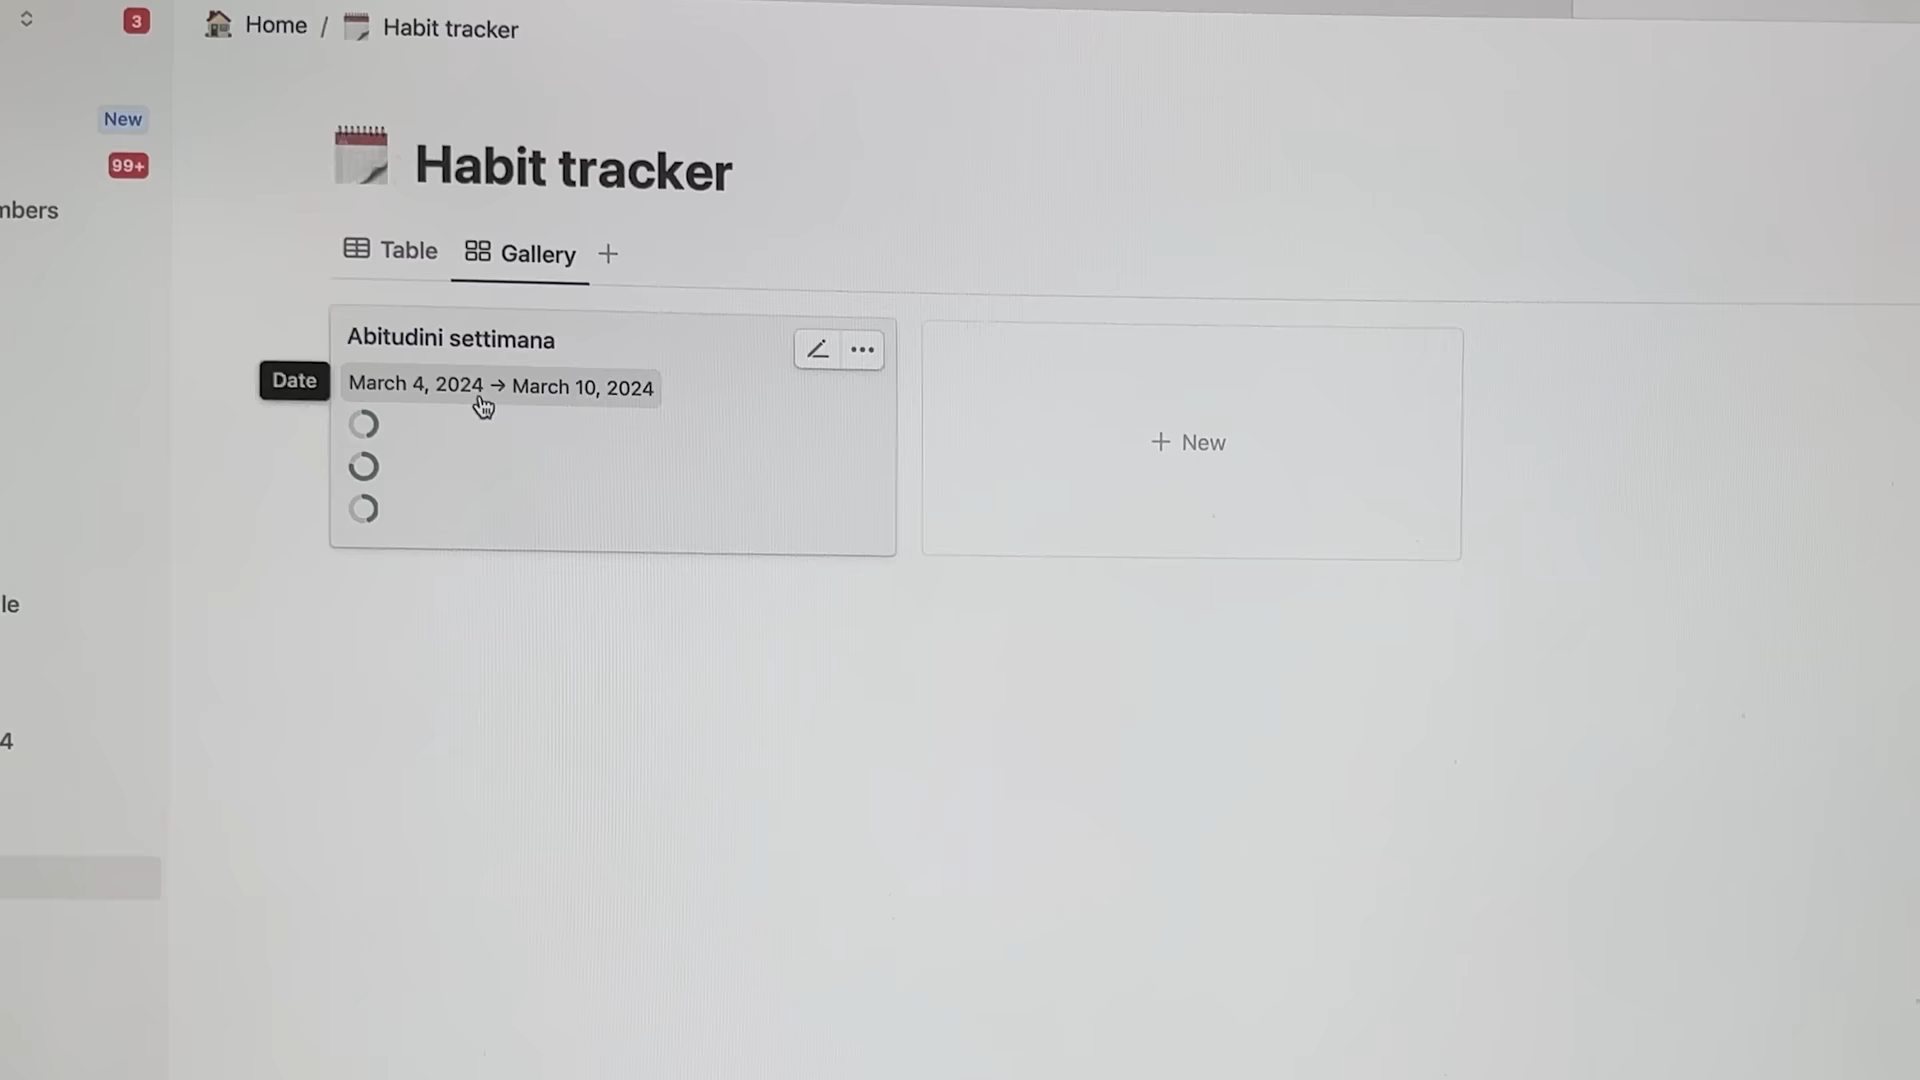 3
Home / Habit tracker
New
99+
mbers
Habit tracker
Table Gallery +
Abitudini settimana
Date
March 4, 2024 → March 10, 2024
+ New
le
4